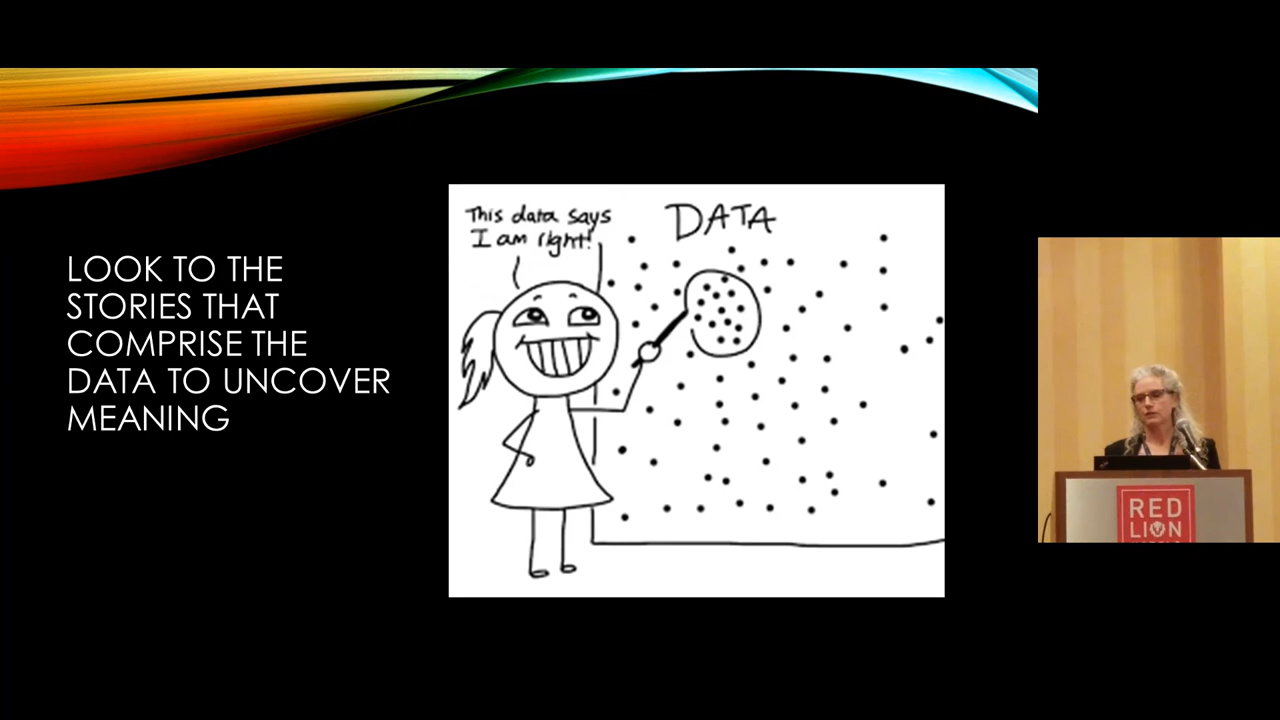 LOOK TO THE
STORIES THAT
COMPRISE THE
DATA TO UNCOVER
MEANING
This data says
I am right!
DATA
RED
LION